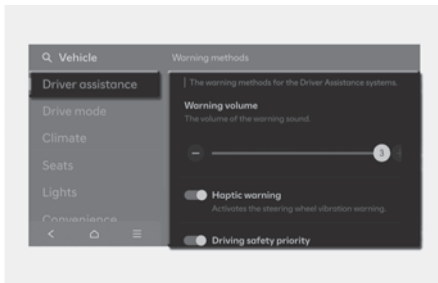 Vehicle
Warning methods
Driver assistance
Drive mode
Climate
Seats
Lights
Convenience
The warning methods for the Driver Assistance systems.
Warning volume
The volume of the warning sound.
3
Haptic warning
Activates the steering wheel vibration warning.
Driving safety priority